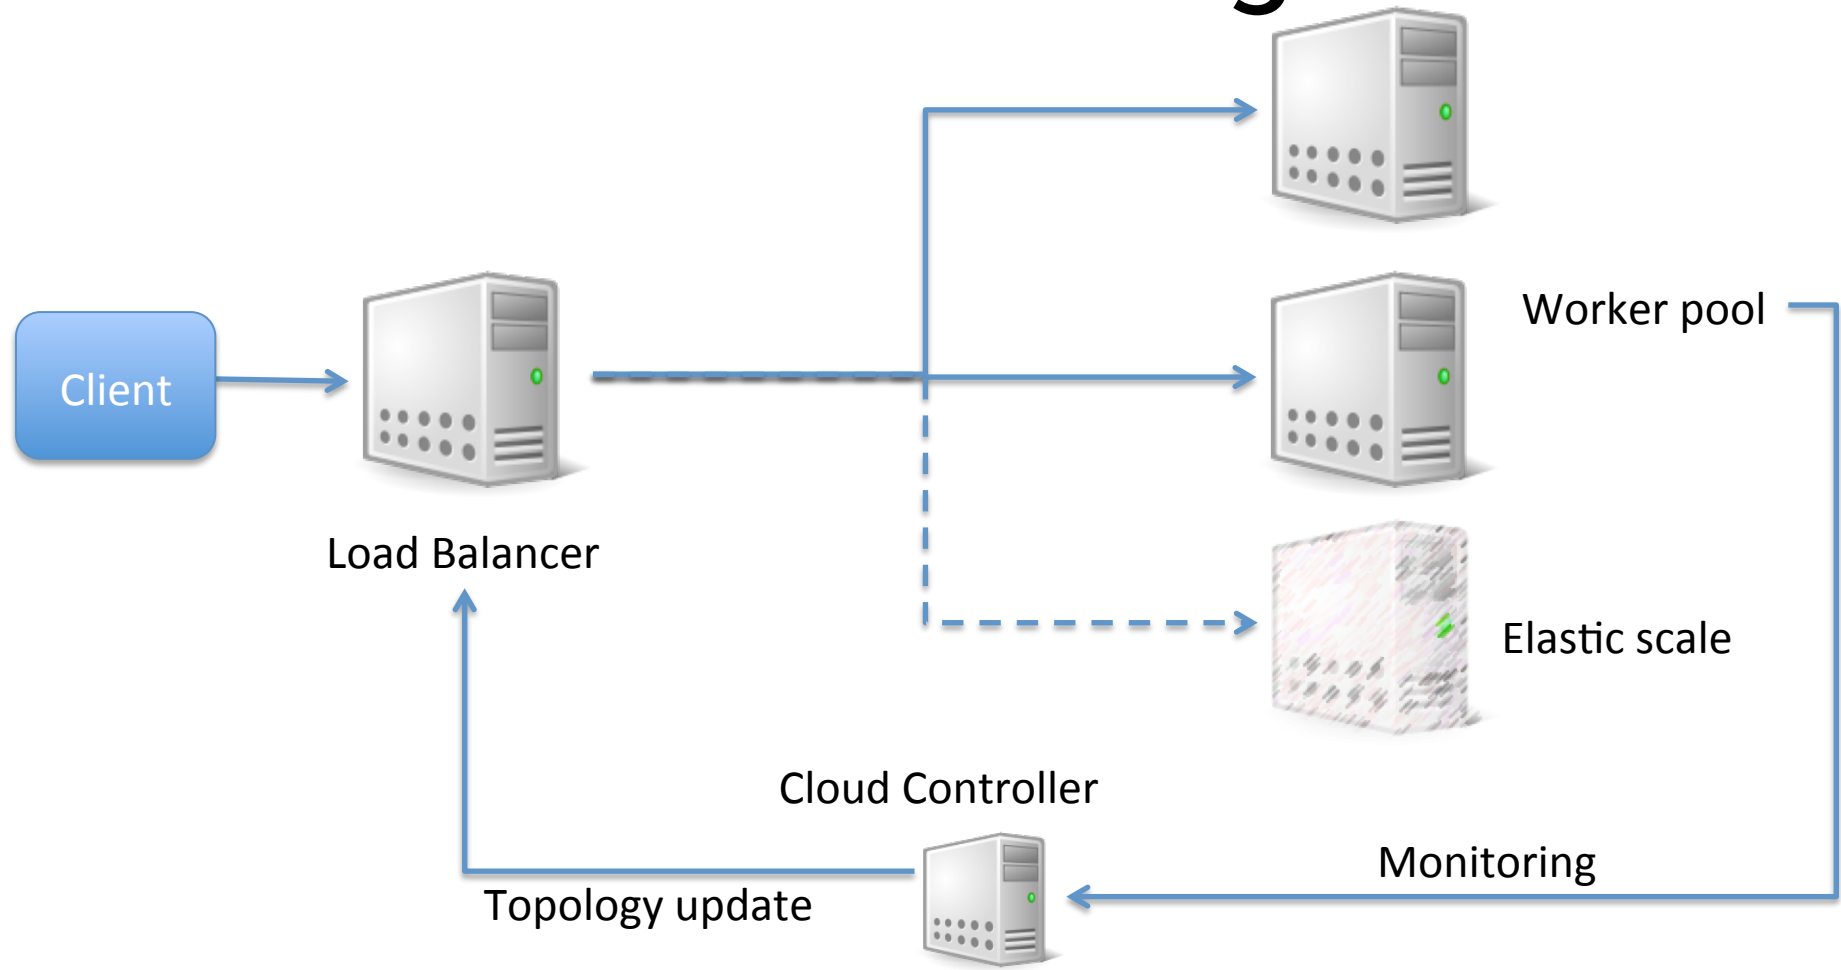 Client
Load Balancer
Worker pool
Elastic scale
Cloud Controller
Monitoring
Topology update